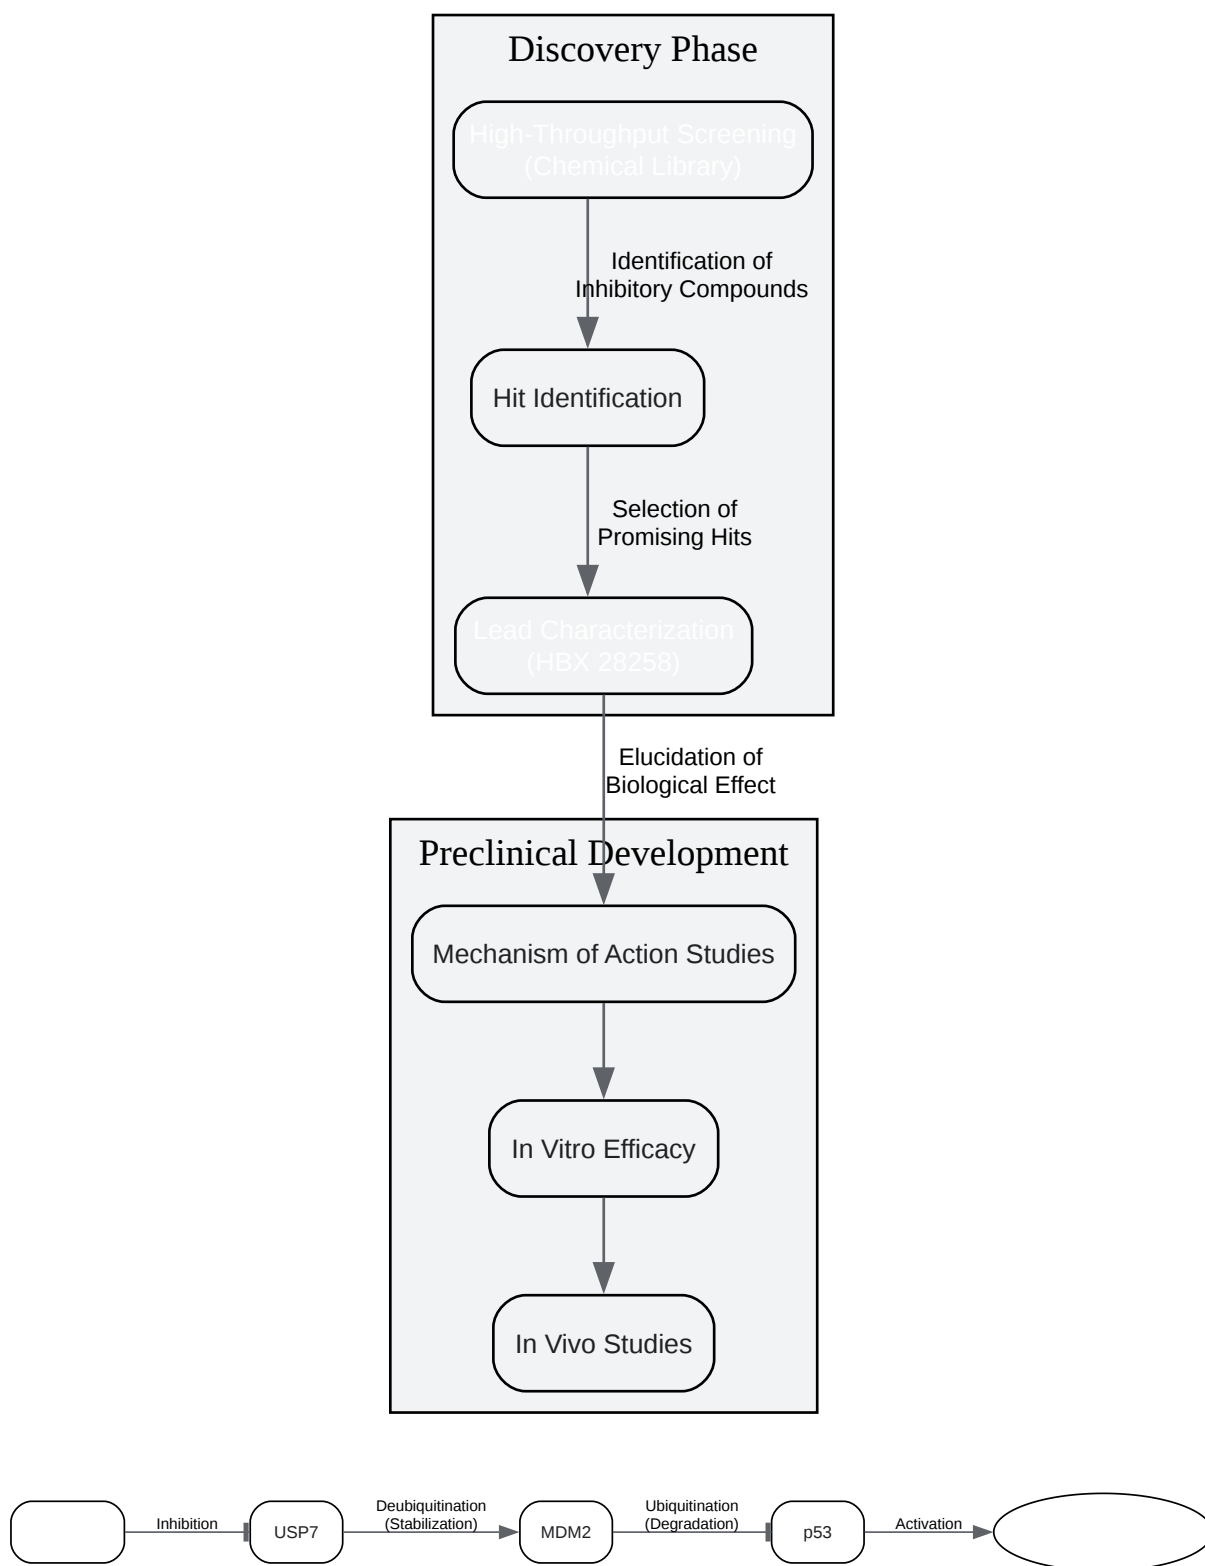 Discovery Phase
High-Throughput Screening
(Chemical Library)
Identification of
Inhibitory Compounds
Hit Identification
Selection of
Promising Hits
Lead Characterization
(HBX 28258)
Elucidation of
Biological Effect
Preclinical Development
Mechanism of Action Studies
In Vitro Efficacy
In Vivo Studies
Inhibition
USP7
Deubiquitination
(Stabilization)
MDM2
Ubiquitination
(Degradation)
p53
Activation